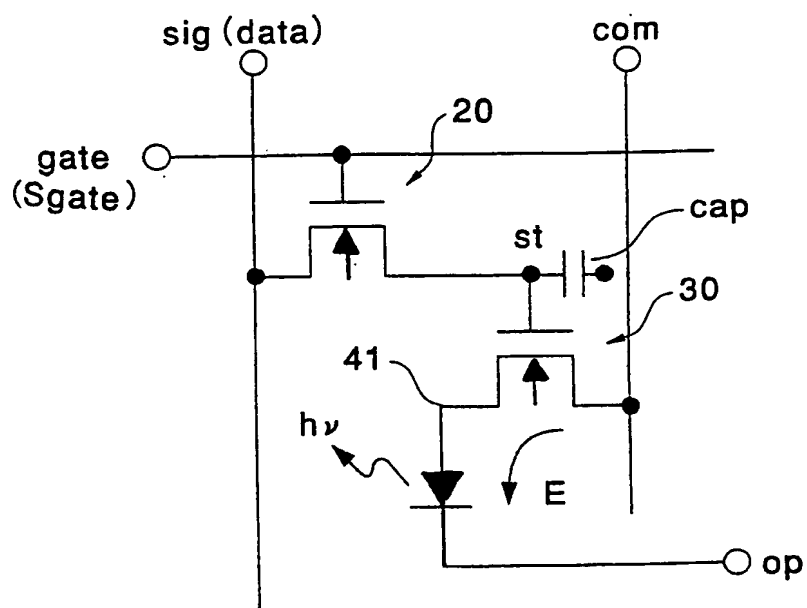 sig (data)
com
20
gate
(Sgate)
cap
st
30
41
hν
E
op